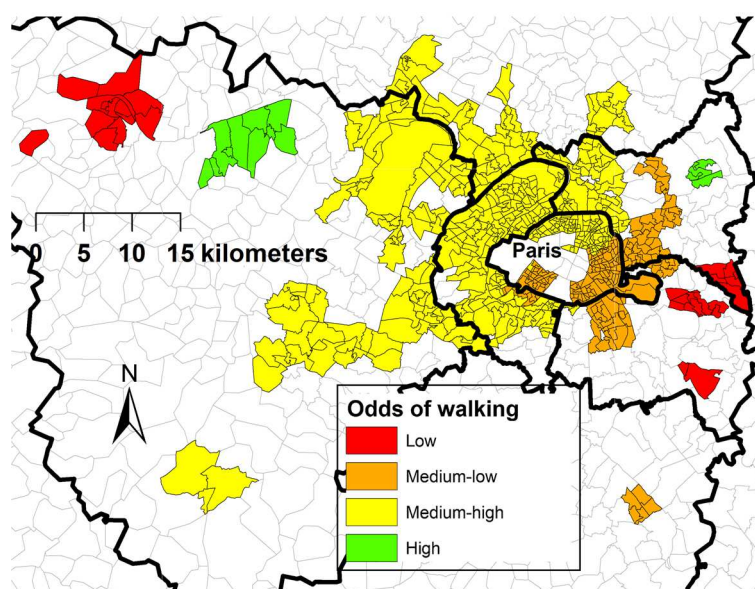 Paris
0 5 10 15 kilometers
N
Odds of walking
Low
Medium-low
Medium-high
High